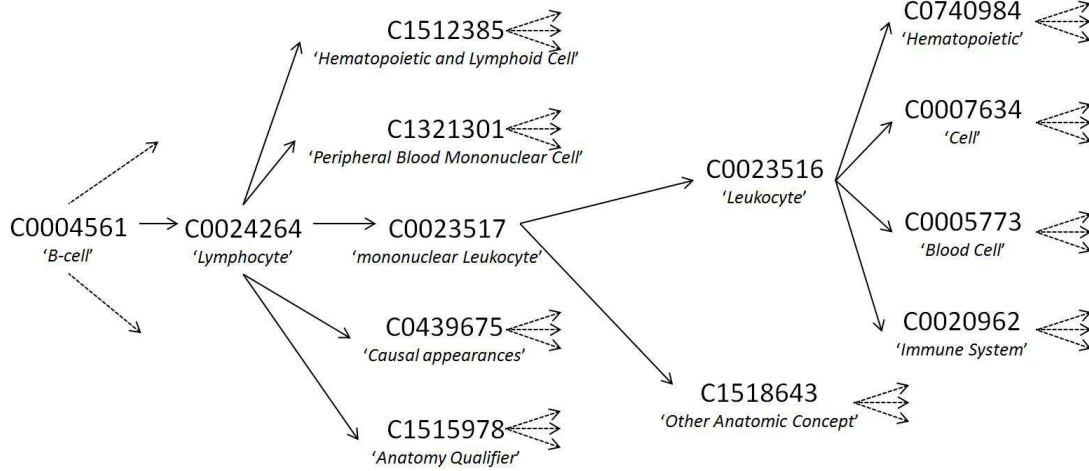 C1512385
‘Hematopoietic and Lymphoid Cell’
C1321301
‘Peripheral Blood Mononuclear Cell’
C0004561
‘B-cell’
C0024264
‘Lymphocyte’
C0023517
‘mononuclear Leukocyte’
C0439675
‘Causal appearances’
C1515978
‘Anatomy Qualifier’
C0023516
‘Leukocyte’
C1518643
‘Other Anatomic Concept’
C0740984
‘Hematopoietic’
C0007634
‘Cell’
C0005773
‘Blood Cell’
C0020962
‘Immune System’